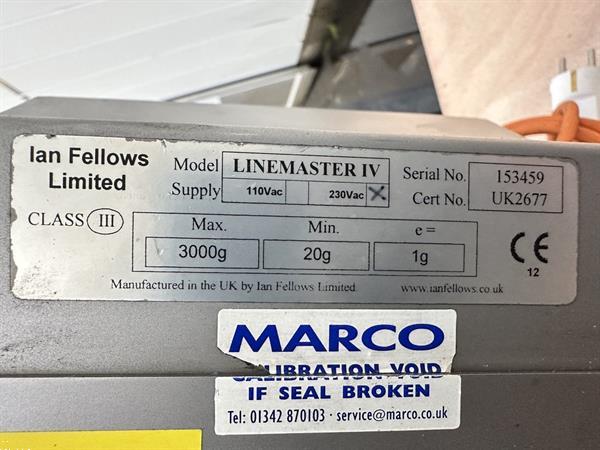 Ian Fellows Limited
Model LINEMASTER IV
Supply 110Vac 230Vac X
Serial No. 153459
Cert No. UK2677
CLASS III
Max. Min. e =
3000g 20g 1g
CE
12
Manufactured in the UK by Ian Fellows Limited www.ianfellows.co.uk
MARCO
CALIBRATION VOID
IF SEAL BROKEN
Tel: 01342 870103 · service@marco.co.uk